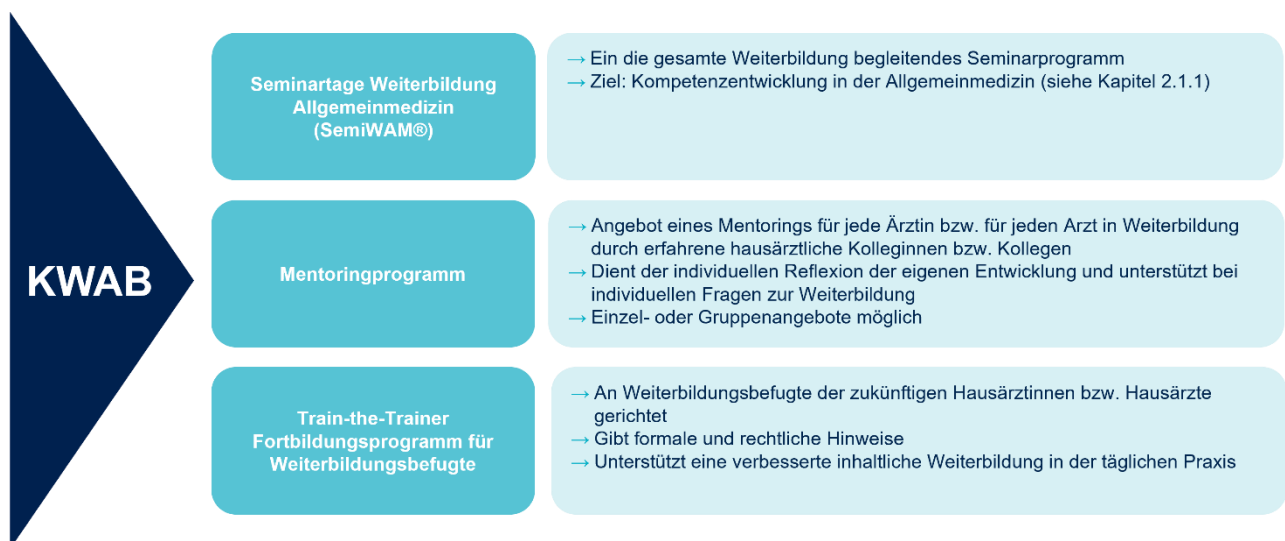 KWAB
Seminartage Weiterbildung
Allgemeinmedizin
(SemiWAM®)
→ Ein die gesamte Weiterbildung begleitendes Seminarprogramm
→ Ziel: Kompetenzentwicklung in der Allgemeinmedizin (siehe Kapitel 2.1.1)
Mentoringprogramm
→ Angebot eines Mentorings für jede Ärztin bzw. für jeden Arzt in Weiterbildung
durch erfahrene hausärztliche Kolleginnen bzw. Kollegen
→ Dient der individuellen Reflexion der eigenen Entwicklung und unterstützt bei
individuellen Fragen zur Weiterbildung
→ Einzel- oder Gruppenangebote möglich
Train-the-Trainer
Fortbildungsprogramm für
Weiterbildungsbefugte
→ An Weiterbildungsbefugte der zukünftigen Hausärztinnen bzw. Hausärzte
gerichtet
→ Gibt formale und rechtliche Hinweise
→ Unterstützt eine verbesserte inhaltliche Weiterbildung in der täglichen Praxis